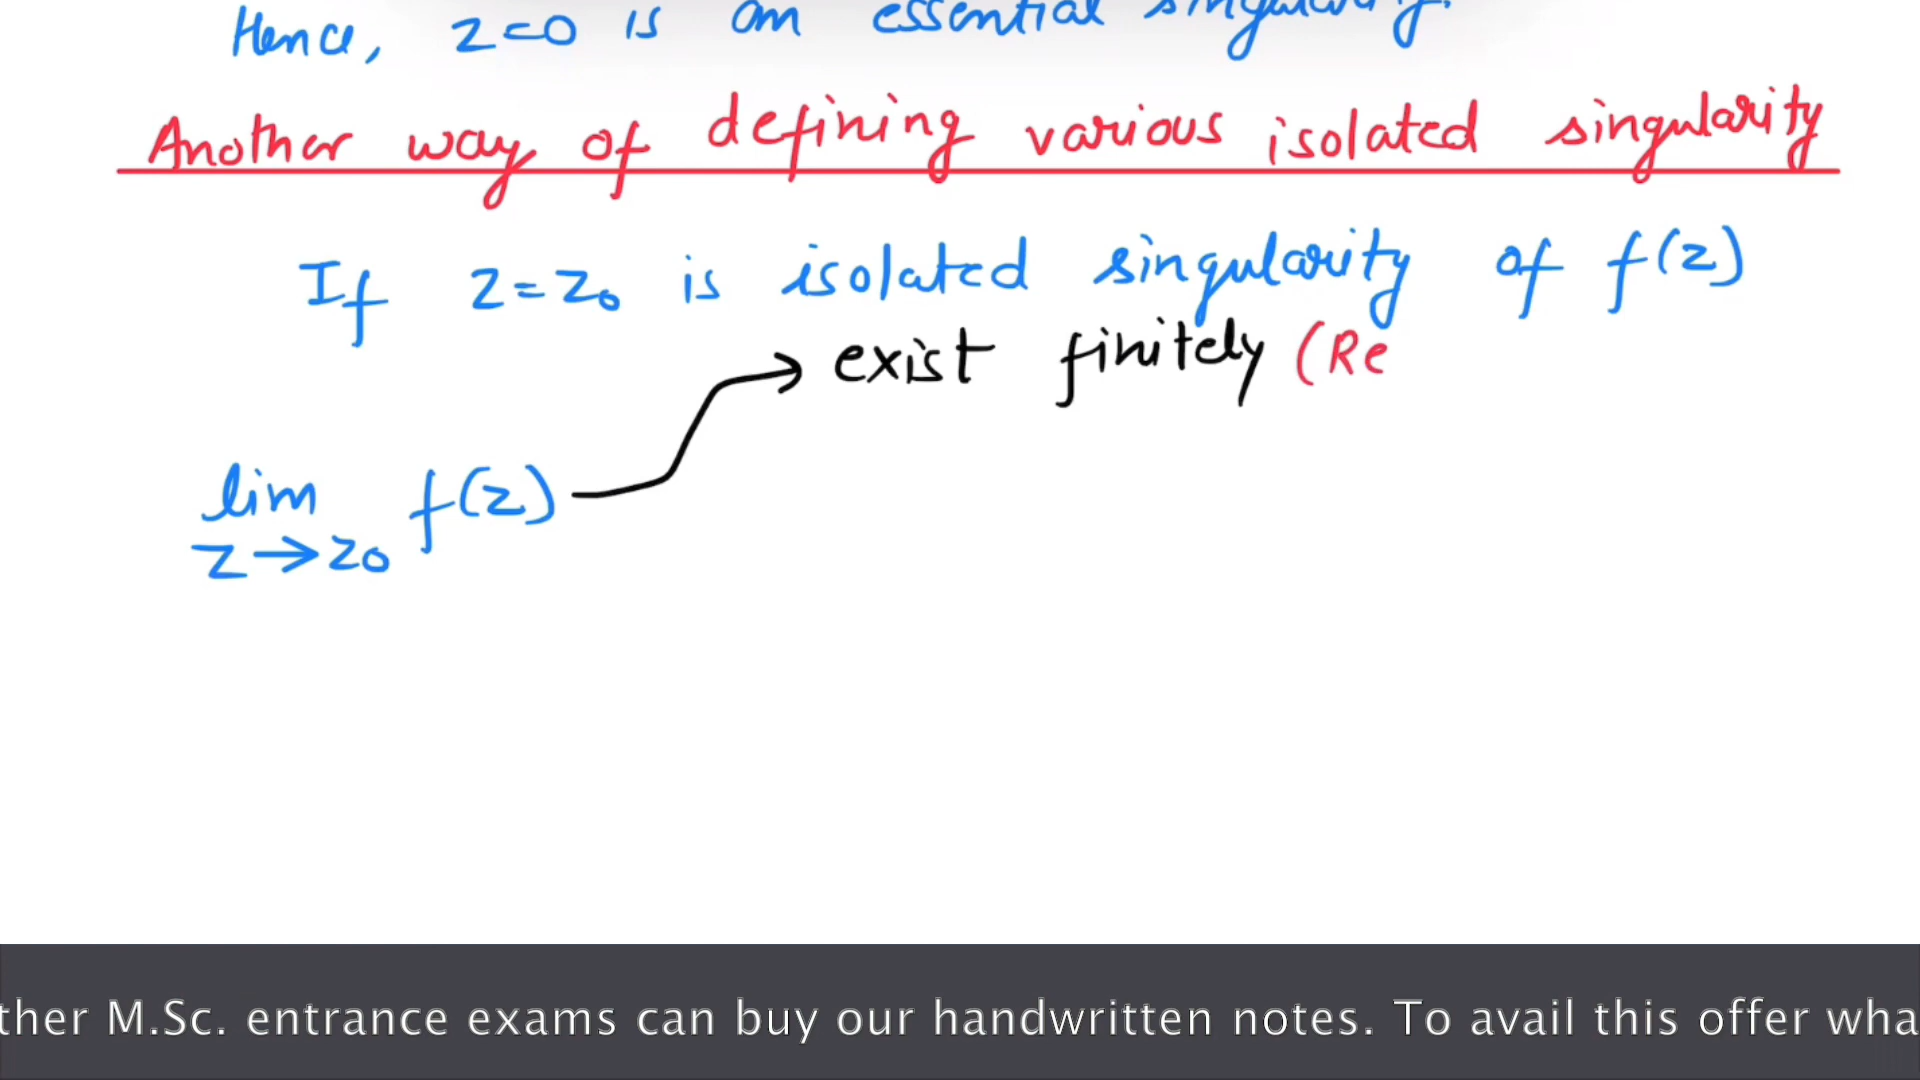 Hence, z=0 is an essential singularity.
Another way of defining various isolated singularity
If z=z₀ is isolated singularity of f(z)
exist finitely (Re
lim f(z)
z→z₀
ther M.Sc. entrance exams can buy our handwritten notes. To avail this offer wha